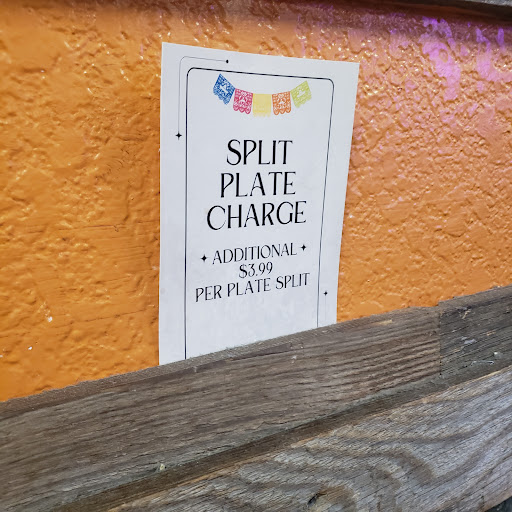 SPLIT
PLATE
CHARGE
ADDITIONAL
$3.99
PER PLATE SPLIT